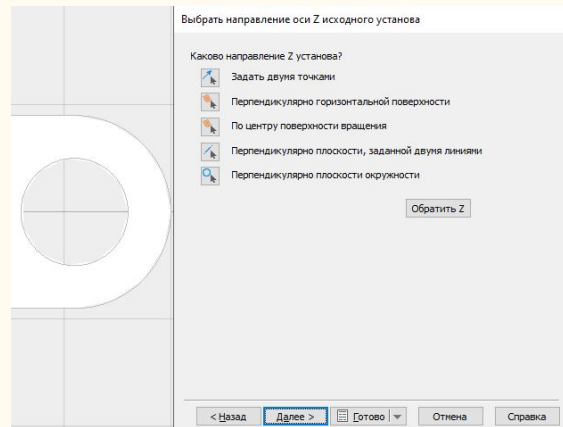 Выбрать направление оси Z исходного установа
Каково направление Z установа?
Задать двумя точками
Перпендикулярно горизонтальной поверхности
По центру поверхности вращения
Перпендикулярно плоскости, заданной двумя линиями
Перпендикулярно плоскости окружности
Обратить Z
< Назад Далее > Готово Отмена Справка